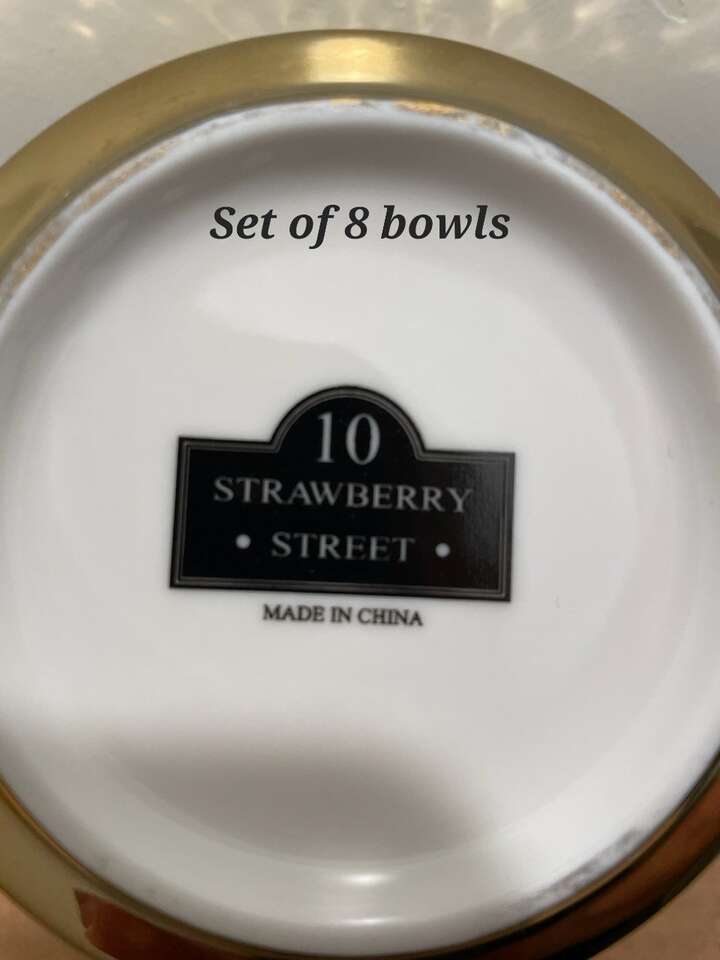 Set of 8 bowls
10
STRAWBERRY
• STREET •
MADE IN CHINA